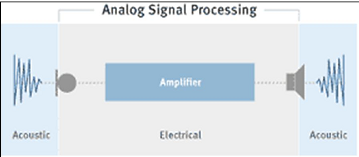 Analog Signal Processing
Amplifier
Acoustic
Electrical
Acoustic